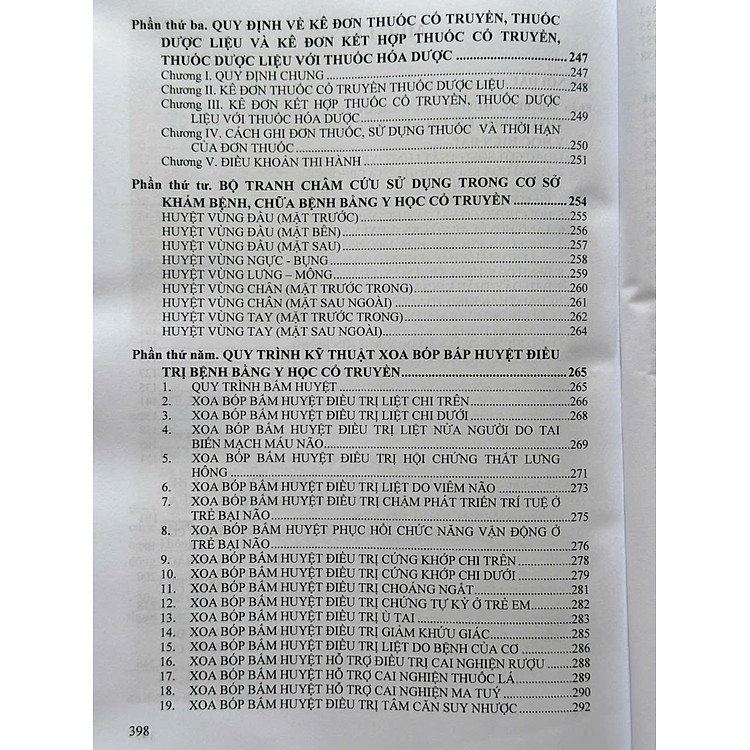 Phần thứ ba. QUY ĐỊNH VỀ KÊ ĐƠN THUỐC CỔ TRUYỀN, THUỐC
DƯỢC LIỆU VÀ KÊ ĐƠN KẾT HỢP THUỐC CỔ TRUYỀN,
THUỐC DƯỢC LIỆU VỚI THUỐC HÓA DƯỢC ........ 247
Chương I. QUY ĐỊNH CHUNG ........ 247
Chương II. KÊ ĐƠN THUỐC CỔ TRUYỀN THUỐC DƯỢC LIỆU ........ 248
Chương III. KÊ ĐƠN KẾT HỢP THUỐC CỔ TRUYỀN, THUỐC DƯỢC
LIỆU VỚI THUỐC HÓA DƯỢC ........ 249
Chương IV. CÁCH GHI ĐƠN THUỐC, SỬ DỤNG THUỐC VÀ THỜI HẠN
CỦA ĐƠN THUỐC ........ 250
Chương V. ĐIỀU KHOẢN THI HÀNH ........ 251
Phần thứ tư. BỘ TRANH CHÂM CỨU SỬ DỤNG TRONG CƠ SỞ
KHÁM BỆNH, CHỮA BỆNH BẰNG Y HỌC CỔ TRUYỀN ........ 254
HUYỆT VÙNG ĐẦU (MẶT TRƯỚC) ........ 255
HUYỆT VÙNG ĐẦU (MẶT BÊN) ........ 256
HUYỆT VÙNG ĐẦU (MẶT SAU) ........ 257
HUYỆT VÙNG NGỰC - BỤNG ........ 258
HUYỆT VÙNG LƯNG – MÔNG ........ 259
HUYỆT VÙNG CHÂN (MẶT TRƯỚC TRONG) ........ 260
HUYỆT VÙNG CHÂN (MẶT SAU NGOÀI) ........ 261
HUYỆT VÙNG TAY (MẶT TRƯỚC TRONG) ........ 262
HUYỆT VÙNG TAY (MẶT SAU NGOÀI) ........ 264
Phần thứ năm. QUY TRÌNH KỸ THUẬT XOA BÓP BẤP HUYỆT ĐIỀU
TRỊ BỆNH BẰNG Y HỌC CỔ TRUYỀN ........ 265
1. QUY TRÌNH BẤM HUYỆT ........ 265
2. XOA BÓP BẤM HUYỆT ĐIỀU TRỊ LIỆT CHI TRÊN ........ 266
3. XOA BÓP BẤM HUYỆT ĐIỀU TRỊ LIỆT CHI DƯỚI ........ 268
4. XOA BÓP BẤM HUYỆT ĐIỀU TRỊ LIỆT NỬA NGƯỜI DO TAI
BIẾN MẠCH MÁU NÃO ........ 269
5. XOA BÓP BẤM HUYỆT ĐIỀU TRỊ HỘI CHỨNG THẮT LƯNG
HÔNG ........ 271
6. XOA BÓP BẤM HUYỆT ĐIỀU TRỊ LIỆT DO VIÊM NÃO ........ 273
7. XOA BÓP BẤM HUYỆT ĐIỀU TRỊ CHẬM PHÁT TRIỂN TRÍ TUỆ Ở
TRẺ BẠI NÃO ........ 275
8. XOA BÓP BẤM HUYỆT PHỤC HỒI CHỨC NĂNG VẬN ĐỘNG Ở
TRẺ BẠI NÃO ........ 276
9. XOA BÓP BẤM HUYỆT ĐIỀU TRỊ CỨNG KHỚP CHI TRÊN ........ 278
10. XOA BÓP BẤM HUYỆT ĐIỀU TRỊ CỨNG KHỚP CHI DƯỚI ........ 279
11. XOA BÓP BẤM HUYỆT ĐIỀU TRỊ CHOÁNG NGẤT ........ 281
12. XOA BÓP BẤM HUYỆT ĐIỀU TRỊ CHỨNG TỰ KỶ Ở TRẺ EM ........ 282
13. XOA BÓP BẤM HUYỆT ĐIỀU TRỊ Ù TAI ........ 283
14. XOA BÓP BẤM HUYỆT ĐIỀU TRỊ GIẢM KHỨU GIÁC ........ 285
15. XOA BÓP BẤM HUYỆT ĐIỀU TRỊ LIỆT DO BỆNH CỦA CƠ ........ 286
16. XOA BÓP BẤM HUYỆT HỖ TRỢ ĐIỀU TRỊ CAI NGHIỆN RƯỢU ........ 288
17. XOA BÓP BẤM HUYỆT HỖ TRỢ CAI NGHIỆN THUỐC LÁ ........ 289
18. XOA BÓP BẤM HUYỆT HỖ TRỢ CAI NGHIỆN MA TUÝ ........ 290
19. XOA BÓP BẤM HUYỆT ĐIỀU TRỊ TÂM CĂN SUY NHƯỢC ........ 292
398